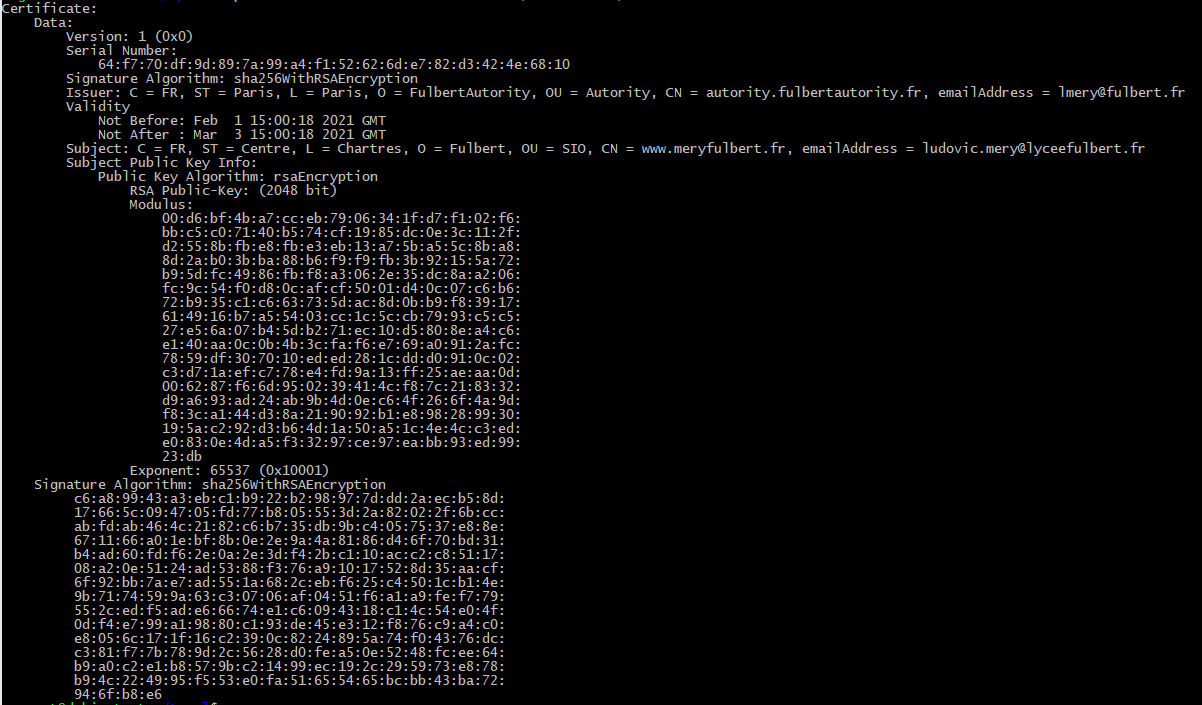 Certificate:
    Data:
        Version: 1 (0x0)
        Serial Number:
            64:f7:70:df:9d:89:7a:99:a4:f1:52:62:6d:e7:82:d3:42:4e:68:10
        Signature Algorithm: sha256WithRSAEncryption
        Issuer: C = FR, ST = Paris, L = Paris, O = FulbertAutority, OU = Autority, CN = autority.fulbertautority.fr, emailAddress = lmery@fulbert.fr
        Validity
            Not Before: Feb  1 15:00:18 2021 GMT
            Not After : Mar  3 15:00:18 2021 GMT
        Subject: C = FR, ST = Centre, L = Chartres, O = Fulbert, OU = SIO, CN = www.meryfulbert.fr, emailAddress = ludovic.mery@lyceefulbert.fr
        Subject Public Key Info:
            Public Key Algorithm: rsaEncryption
                RSA Public-Key: (2048 bit)
                Modulus:
                    00:d6:bf:4b:a7:cc:eb:79:06:34:1f:d7:f1:02:f6:
                    bb:c5:c0:71:40:b5:74:cf:19:85:dc:0e:3c:11:2f:
                    d2:55:8b:fb:e8:fb:e3:eb:13:a7:5b:a5:5c:8b:a8:
                    8d:2a:b0:3b:ba:88:b6:f9:f9:fb:3b:92:15:5a:72:
                    b9:5d:fc:49:86:fb:f8:a3:06:2e:35:dc:8a:a2:06:
                    fc:9c:54:f0:d8:0c:af:cf:50:01:d4:0c:07:c6:b6:
                    72:b9:35:c1:c6:63:73:5d:ac:8d:0b:b9:f8:39:17:
                    61:49:16:b7:a5:54:03:cc:1c:5c:cb:79:93:c5:c5:
                    27:e5:6a:07:b4:5d:b2:71:ec:10:d5:80:8e:a4:c6:
                    e1:40:aa:0c:0b:4b:3c:fa:f6:e7:69:a0:91:2a:fc:
                    78:59:df:30:70:10:ed:ed:28:1c:dd:d0:91:0c:02:
                    c3:d7:1a:ef:c7:78:e4:fd:9a:13:ff:25:ae:aa:0d:
                    00:62:87:f6:6d:95:02:39:41:4c:f8:7c:21:83:32:
                    d9:a6:93:ad:24:ab:9b:4d:0e:c6:4f:26:6f:4a:9d:
                    f8:3c:a1:44:d3:8a:21:90:92:b1:e8:98:28:99:30:
                    19:5a:c2:92:d3:b6:4d:1a:50:a5:1c:4e:4c:c3:ed:
                    e0:83:0e:4d:a5:f3:32:97:ce:97:ea:bb:93:ed:99:
                    23:db
                Exponent: 65537 (0x10001)
    Signature Algorithm: sha256WithRSAEncryption
         c6:a8:99:43:a3:eb:c1:b9:22:b2:98:97:7d:dd:2a:ec:b5:8d:
         17:66:5c:09:47:05:fd:77:b8:05:55:3d:2a:82:02:2f:6b:cc:
         ab:fd:ab:46:4c:21:82:c6:b7:35:db:9b:c4:05:75:37:e8:8e:
         67:11:66:a0:1e:bf:8b:0e:2e:9a:4a:81:86:d4:6f:70:bd:31:
         b4:ad:60:fd:f6:2e:0a:2e:3d:f4:2b:c1:10:ac:c2:c8:51:17:
         08:a2:0e:51:24:ad:53:88:f3:76:a9:10:17:52:8d:35:aa:cf:
         6f:92:bb:7a:e7:ad:55:1a:68:2c:eb:f6:25:c4:50:1c:b1:4e:
         9b:71:74:59:9a:63:c3:07:06:af:04:51:f6:a1:a9:fe:f7:79:
         55:2c:ed:f5:ad:e6:66:74:e1:c6:09:43:18:c1:4c:54:e0:4f:
         0d:f4:e7:99:a1:98:80:c1:93:de:45:e3:12:f8:76:c9:a4:c0:
         e8:05:6c:17:1f:16:c2:39:0c:82:24:89:5a:74:f0:43:76:dc:
         c3:81:f7:7b:78:9d:2c:56:28:d0:fe:a5:0e:52:48:fc:ee:64:
         b9:a0:c2:e1:b8:57:9b:c2:14:99:ec:19:2c:29:59:73:e8:78:
         b9:4c:22:49:95:f5:53:e0:fa:51:65:54:65:bc:bb:43:ba:72:
         94:6f:b8:e6